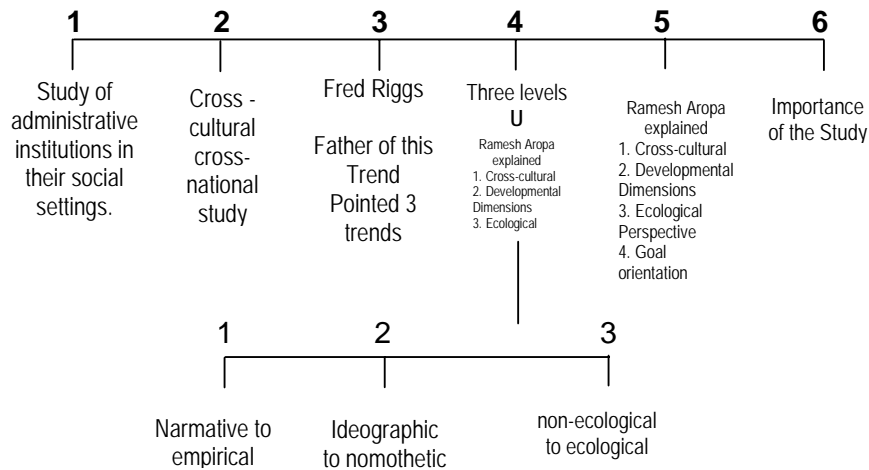 1 2 3 4 5 6
Study of
administrative
institutions in
their social
settings.
Cross -
cultural
cross-
national
study
Fred Riggs
Father of this
Trend
Pointed 3
trends
Three levels
U
Ramesh Aropa
explained
1. Cross-cultural
2. Developmental
Dimensions
3. Ecological
Ramesh Aropa
explained
1. Cross-cultural
2. Developmental
Dimensions
3. Ecological
Perspective
4. Goal
orientation
Importance
of the Study
1 2 3
Narmative to
empirical
Ideographic
to nomothetic
non-ecological
to ecological